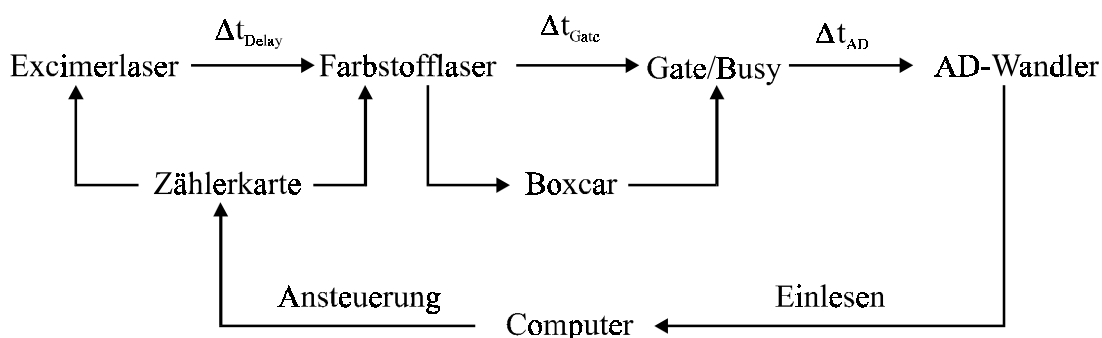 Δt_Delay Δt_Gate Δt_AD
Excimerlaser Farbstofflaser Gate/Busy AD-Wandler
Zählerkarte Boxcar
Ansteuerung Einlesen
Computer